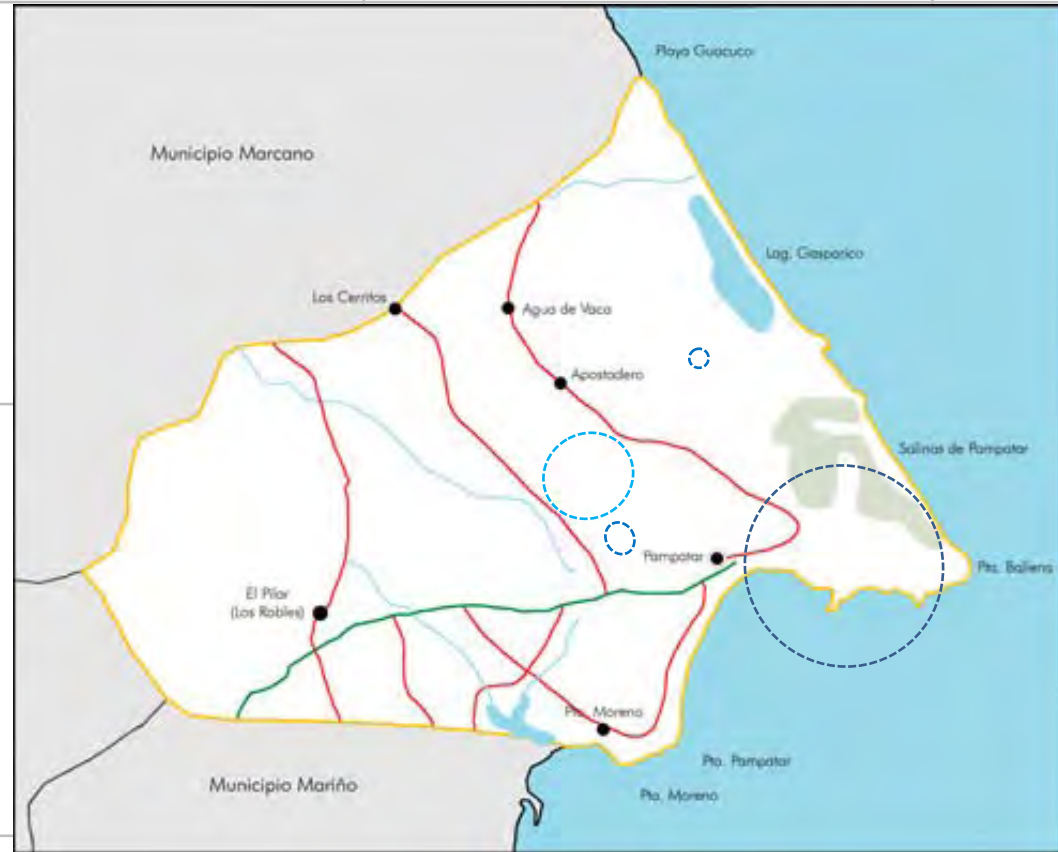 Playa Guacuco
Municipio Marcano
Lag. Gasparico
Los Cerritos
Agua de Vaca
Apostadero
Salinas de Pampatar
Pampatar
Pta. Ballena
El Pilar
(Los Robles)
Pto. Moreno
Pta. Pampatar
Municipio Mariño
Pta. Moreno